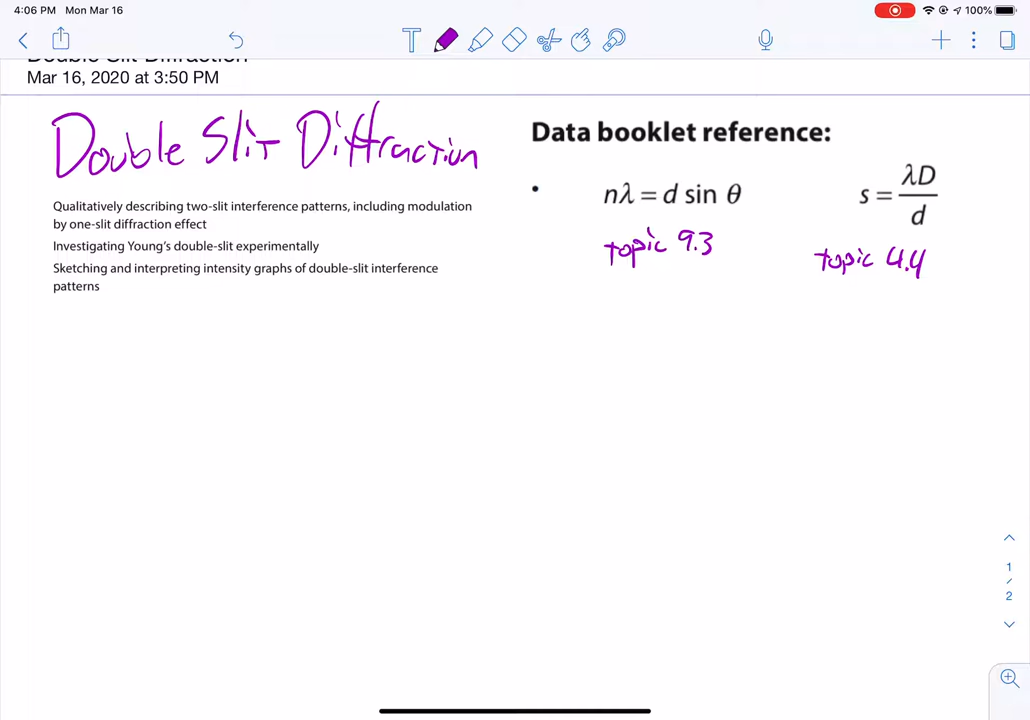 4:06 PM Mon Mar 16
100%
Double Slit Diffraction
Mar 16, 2020 at 3:50 PM
Double Slit Diffraction
Qualitatively describing two-slit interference patterns, including modulation
by one-slit diffraction effect
Investigating Young's double-slit experimentally
Sketching and interpreting intensity graphs of double-slit interference
patterns
Data booklet reference:
• nλ = d sin θ
topic 9.3
s = λD/d
topic 4.4
1
/
2